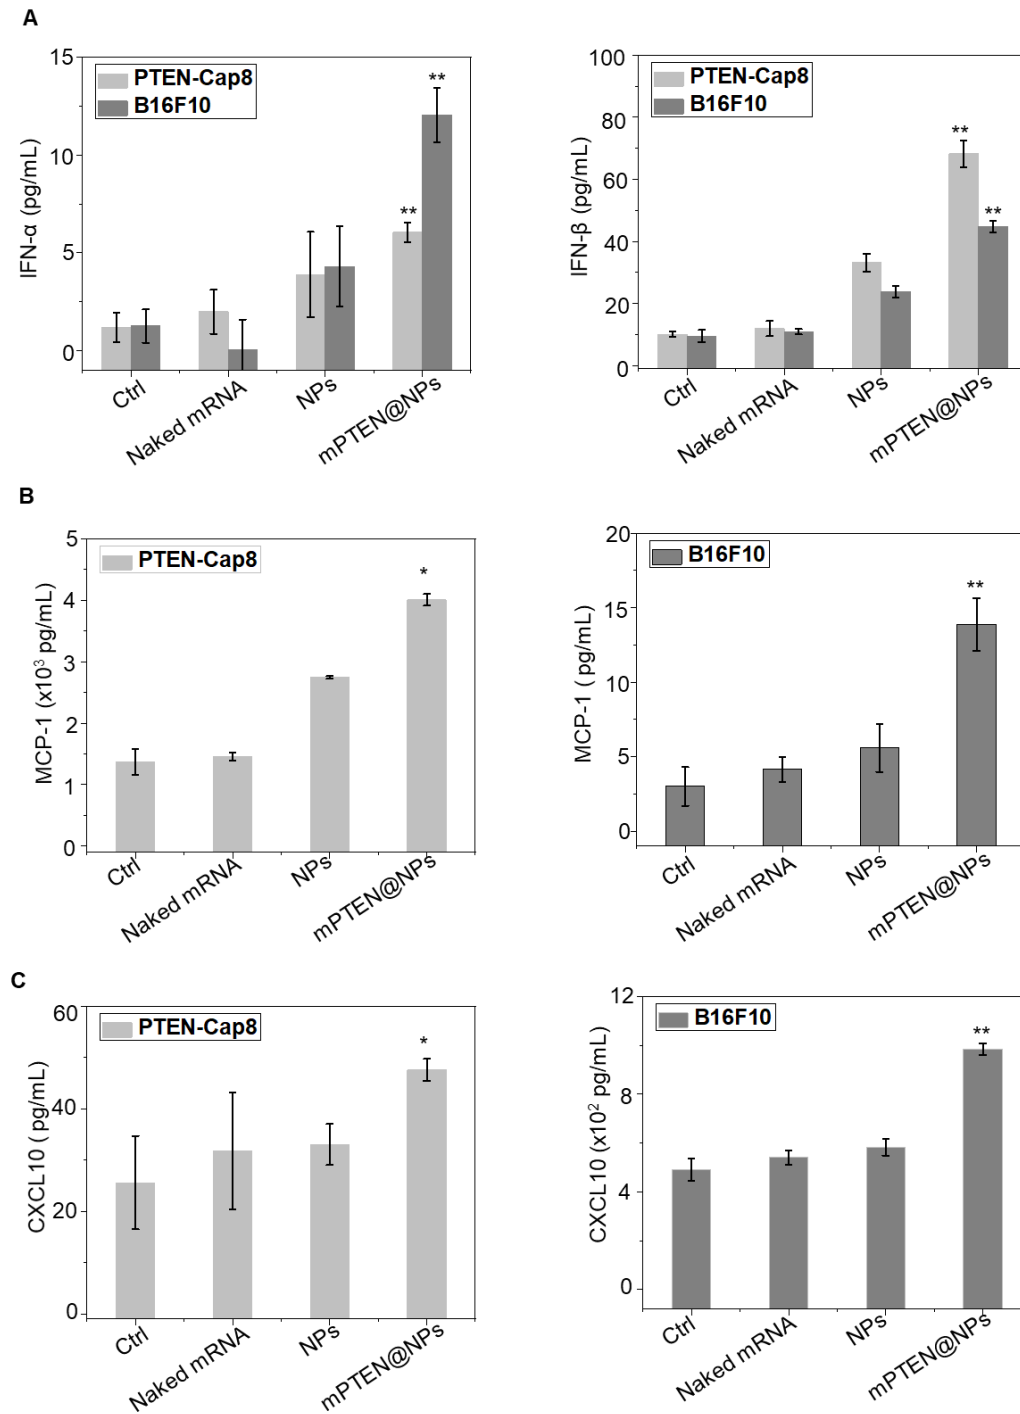 A
IFN-α (pg/mL)
15
10
5
0
PTEN-Cap8
B16F10
**
**
Ctrl
Naked mRNA
NPs
mPTEN@NPs
IFN-β (pg/mL)
100
80
60
40
20
0
PTEN-Cap8
B16F10
**
**
Ctrl
Naked mRNA
NPs
mPTEN@NPs
B
MCP-1 (x10³ pg/mL)
5
4
3
2
1
0
PTEN-Cap8
*
Ctrl
Naked mRNA
NPs
mPTEN@NPs
MCP-1 ( pg/mL)
20
15
10
5
0
B16F10
**
Ctrl
Naked mRNA
NPs
mPTEN@NPs
C
CXCL10 ( pg/mL)
60
40
20
0
PTEN-Cap8
*
Ctrl
Naked mRNA
NPs
mPTEN@NPs
CXCL10 (x10² pg/mL)
12
8
4
0
B16F10
**
Ctrl
Naked mRNA
NPs
mPTEN@NPs